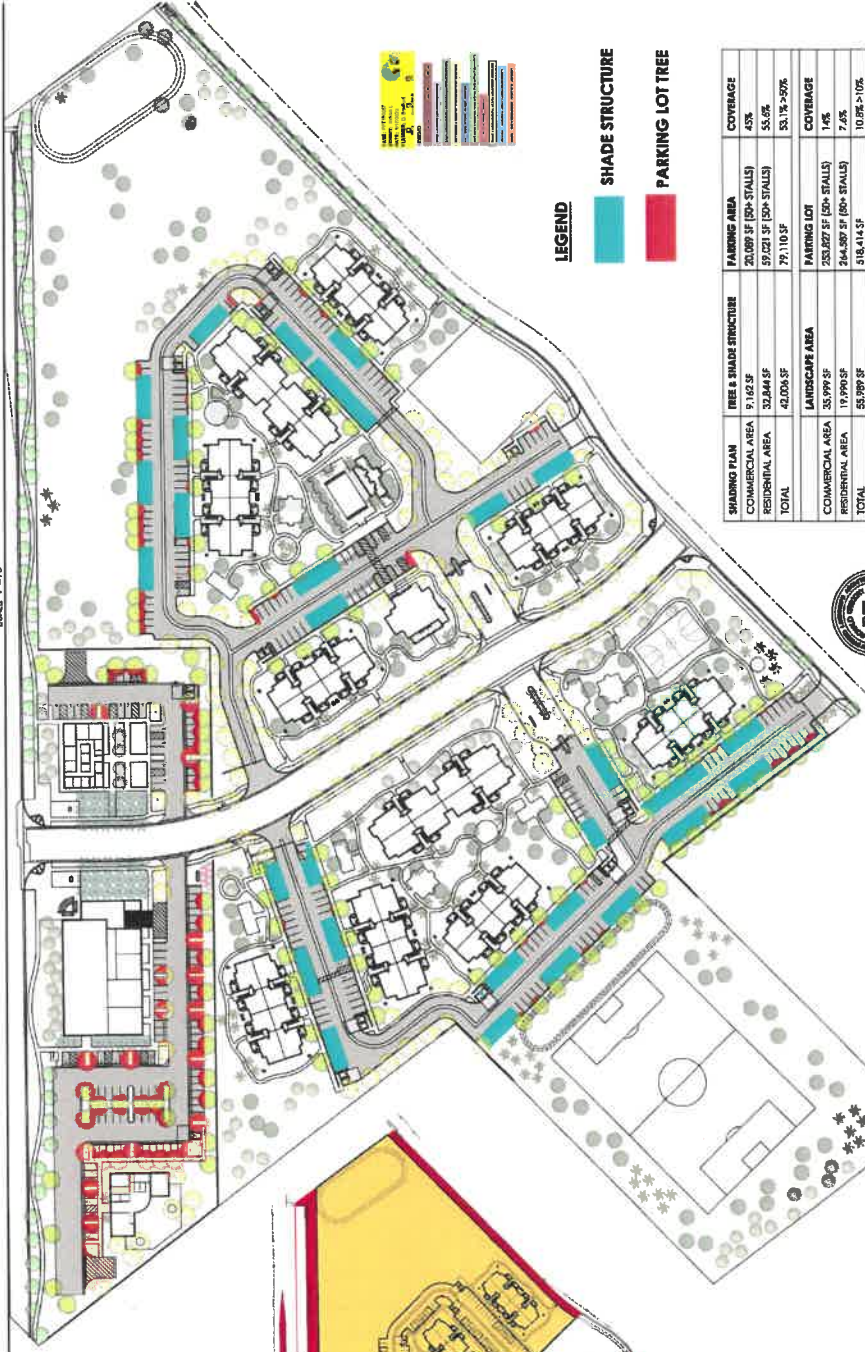 LEGEND
SHADE STRUCTURE
PARKING LOT TREE
SHADING PLAN TREE & SHADE STRUCTURE PARKING AREA COVERAGE
COMMERCIAL AREA 9,162 SF 20,089 SF (50+ STALLS) 45%
RESIDENTIAL AREA 32,844 SF 59,021 SF (50+ STALLS) 55.6%
TOTAL 42,006 SF 79,110 SF 53.1% >50%
LANDSCAPE AREA PARKING LOT COVERAGE
COMMERCIAL AREA 35,999 SF 253,827 SF (50+ STALLS) 14%
RESIDENTIAL AREA 19,990 SF 264,587 SF (50+ STALLS) 7.6%
TOTAL 55,989 SF 518,414 SF 10.8% >10%